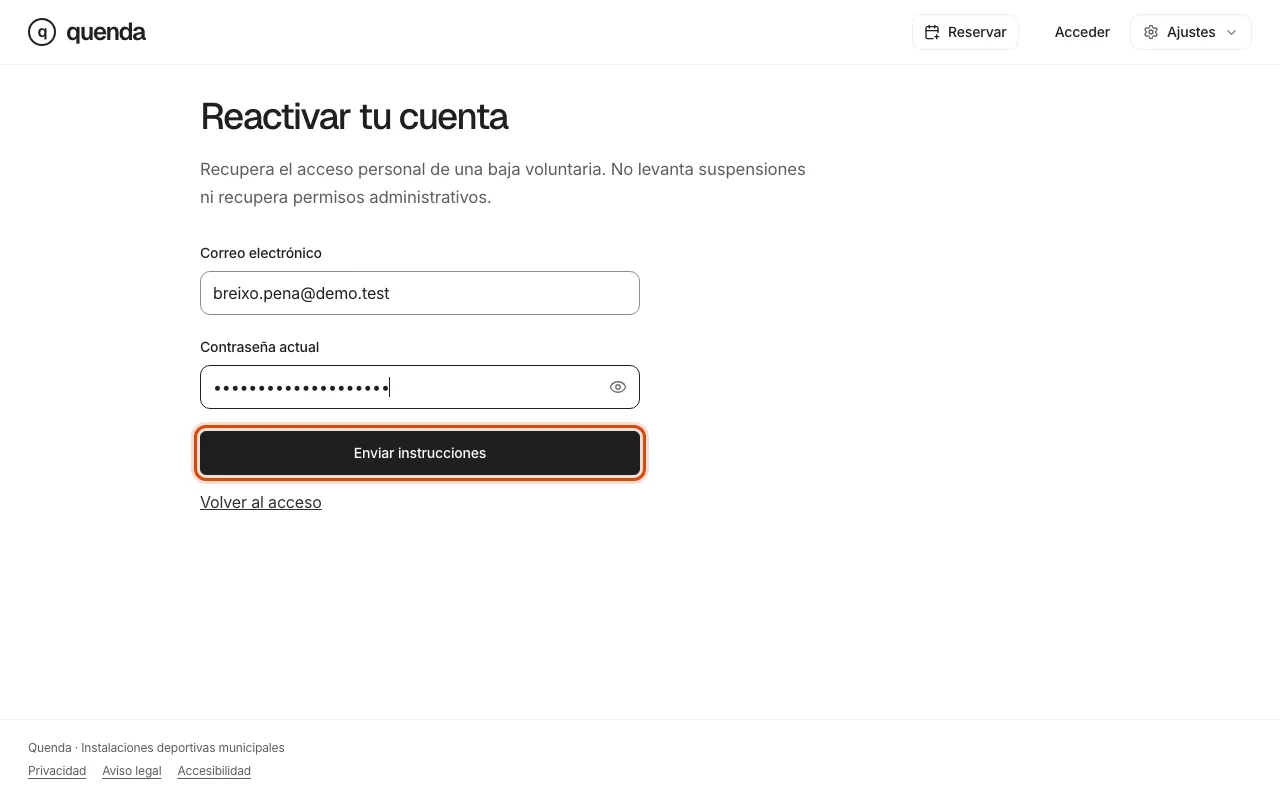 q quenda
Reservar
Acceder
Ajustes
Reactivar tu cuenta
Recupera el acceso personal de una baja voluntaria. No levanta suspensiones
ni recupera permisos administrativos.
Correo electrónico
breixo.pena@demo.test
Contraseña actual
••••••••••••••••••••
Enviar instrucciones
Volver al acceso
Quenda · Instalaciones deportivas municipales
Privacidad Aviso legal Accesibilidad